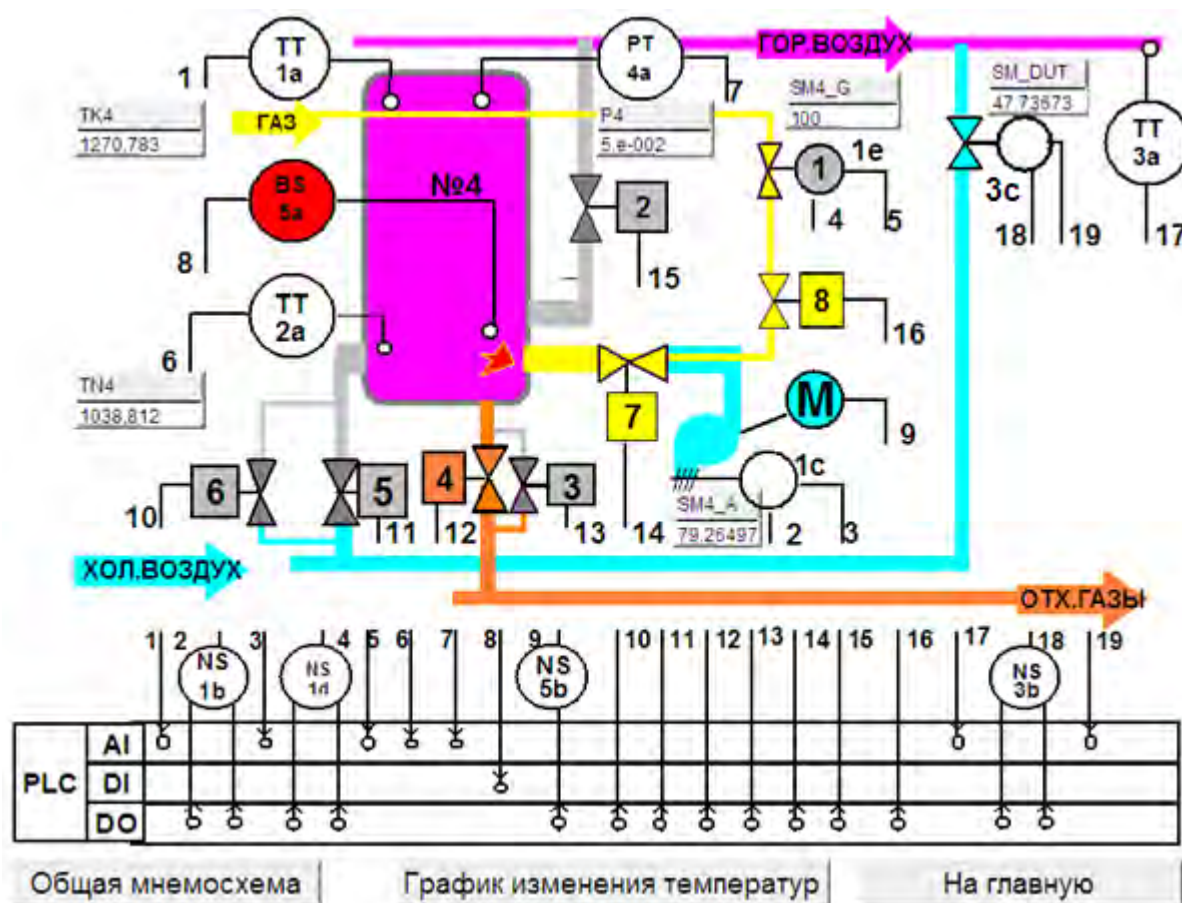 TT
1a
1
PT
4a
7
ГОР.ВОЗДУХ
SM4_G
100
SM_DUT
47.73673
TT
3a
TK4
1270,783
ГАЗ
P4
5.e-002
1
1e
4
5
3c
18
19
17
BS
5a
8
№4
2
15
TT
2a
6
8
16
TN4
1038,812
7
14
M
9
1c
SM4_A
79.26497
2
3
6
10
5
11
4
12
3
13
ХОЛ.ВОЗДУХ
ОТХ.ГАЗЫ
1 2 3 4 5 6 7 8 9 10 11 12 13 14 15 16 17 18 19
NS
1b
NS
1d
NS
5b
NS
3b
PLC
AI
DI
DO
Общая мнемосхема
График изменения температур
На главную